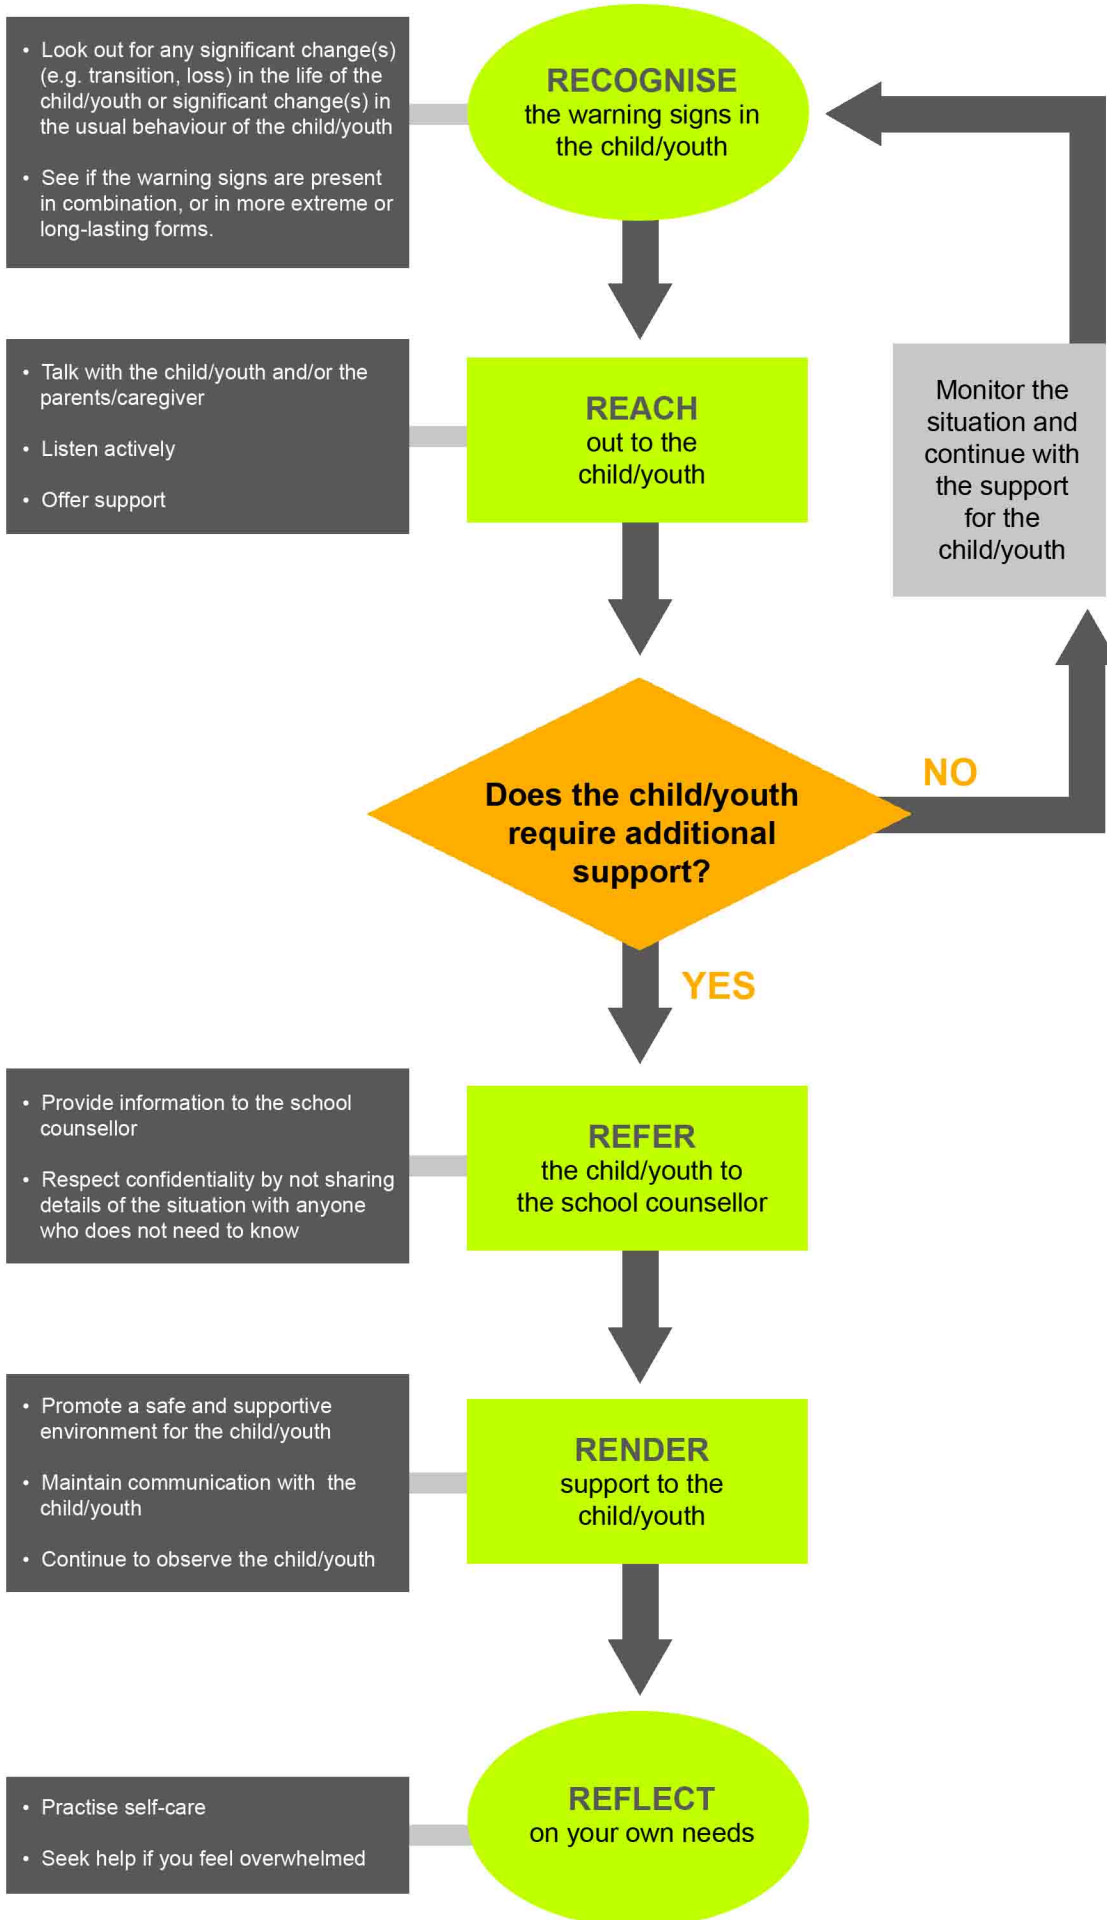 • Look out for any significant change(s)
(e.g. transition, loss) in the life of the
child/youth or significant change(s) in
the usual behaviour of the child/youth
• See if the warning signs are present
in combination, or in more extreme or
long-lasting forms.
RECOGNISE
the warning signs in
the child/youth
• Talk with the child/youth and/or the
parents/caregiver
• Listen actively
• Offer support
REACH
out to the
child/youth
Monitor the
situation and
continue with
the support
for the
child/youth
Does the child/youth
require additional
support?
NO
YES
• Provide information to the school
counsellor
• Respect confidentiality by not sharing
details of the situation with anyone
who does not need to know
REFER
the child/youth to
the school counsellor
• Promote a safe and supportive
environment for the child/youth
• Maintain communication with  the
child/youth
• Continue to observe the child/youth
RENDER
support to the
child/youth
• Practise self-care
• Seek help if you feel overwhelmed
REFLECT
on your own needs